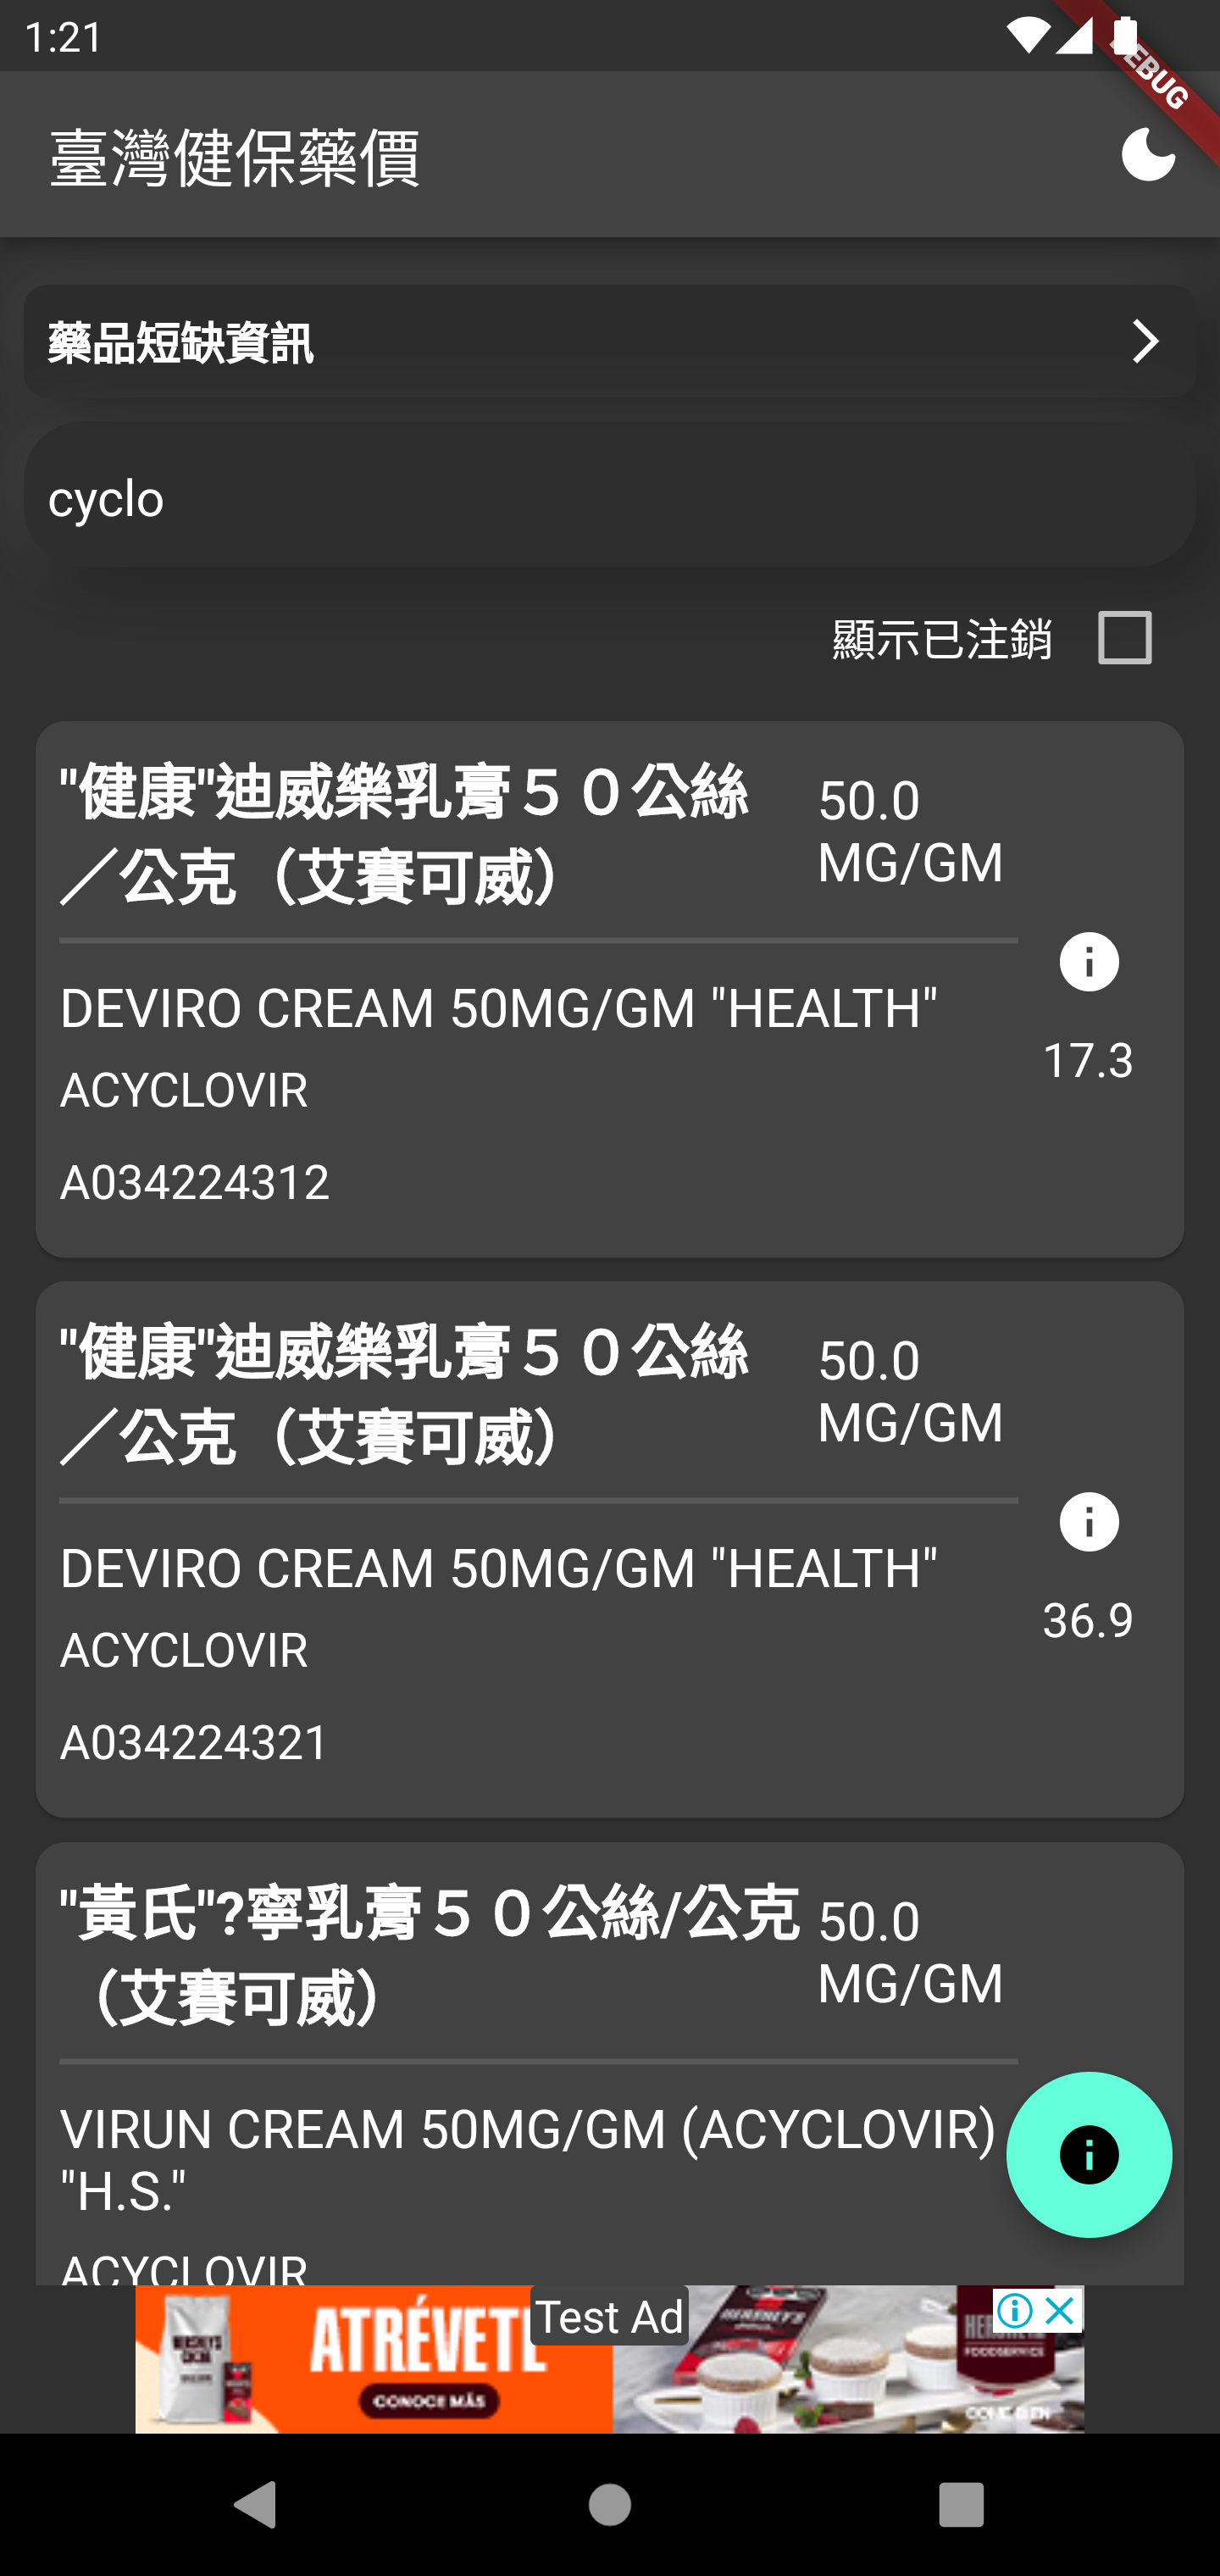 1:21
DEBUG
臺灣健保藥價
藥品短缺資訊
cyclo
顯示已注銷
"健康"迪威樂乳膏５０公絲
／公克（艾賽可威）
50.0
MG/GM
DEVIRO CREAM 50MG/GM "HEALTH"
ACYCLOVIR
A034224312
17.3
"健康"迪威樂乳膏５０公絲
／公克（艾賽可威）
50.0
MG/GM
DEVIRO CREAM 50MG/GM "HEALTH"
ACYCLOVIR
A034224321
36.9
"黃氏"?寧乳膏５０公絲/公克
（艾賽可威）
50.0
MG/GM
VIRUN CREAM 50MG/GM (ACYCLOVIR)
"H.S."
ACYCLOVIR
ATRÉVETE
CONOCE MÁS
Test Ad
HERSHEY'S
FOODSERVICE